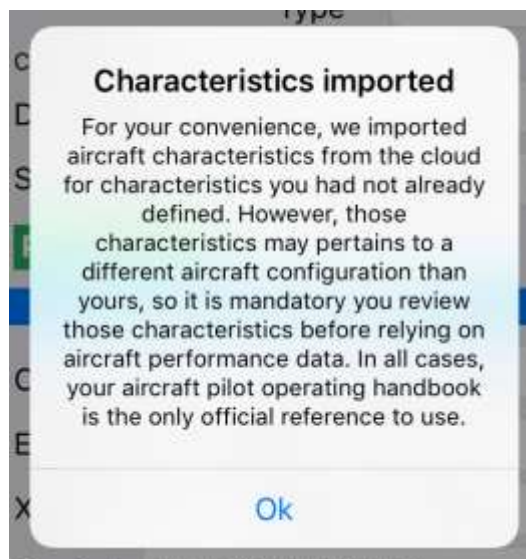 Type
Characteristics imported
For your convenience, we imported
aircraft characteristics from the cloud
for characteristics you had not already
defined. However, those
characteristics may pertains to a
different aircraft configuration than
yours, so it is mandatory you review
those characteristics before relying on
aircraft performance data. In all cases,
your aircraft pilot operating handbook
is the only official reference to use.
Ok